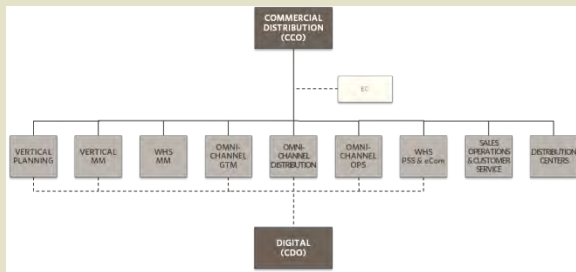 COMMERCIAL
DISTRIBUTION
(CCO)
VERTICAL
PLANNING
VERTICAL
MM
WHS
MM
OMNI-
CHANNEL
GTM
OMNI-
CHANNEL
DISTRIBUTION
OMNI-
CHANNEL
OPS
WHS
PSS & eCom
SALES
OPERATIONS
& CUSTOMER
SERVICE
DISTRIBUTION
CENTERS
DIGITAL
(CDO)